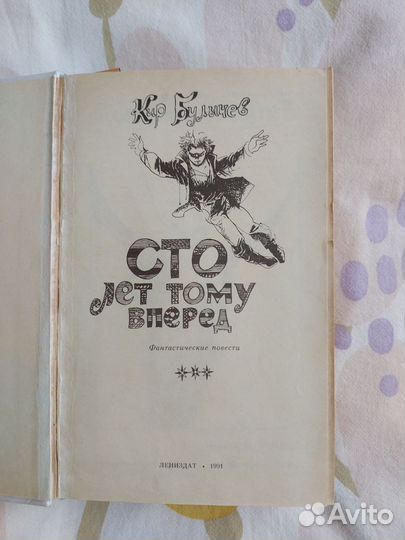 Кир Булычев
СТО
лет тому
вперед
Фантастические повести
ЛЕНИЗДАТ • 1991
Avito